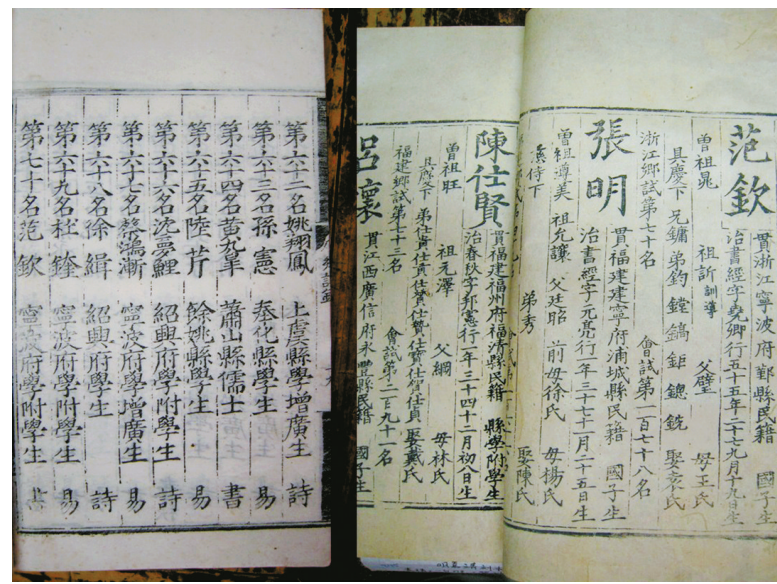 范欽
貫浙江寧波府鄞縣民籍 國子生
治書經字堯卿行五十五年二十七九月十九日生
曾祖晁 祖訢訓導 父璧 母王氏
具慶下 兄鏞 弟鈞 鏜 鎬 鉅 鏓 銑 娶袁氏
浙江鄉試第七十名 會試第一百七十八名
張明
貫福建建寧府浦城縣民籍 國子生
治書經字元亮行二年三十七十月二十五日生
曾祖導美 祖允讓 父廷昭 前母徐氏 母楊氏
慈侍下 弟秀 娶陳氏
陳仕賢
貫福建福州府福清縣民籍 縣學附學生
治春秋字邦憲行一年三十四十二月初八日生
曾祖旺 祖元澤 父綱 母林氏
具慶下 弟仕貴 娶戴氏
福建鄉試第七十三名 會試第二百九十一名
呂懷
貫江西廣信府永豐縣民籍 國子生
第六十二名姚翔鳳 上虞縣學增廣生 詩
第六十三名孫憲 奉化縣學生 易
第六十四名黃九皋 蕭山縣儒士 書
第六十五名陸芹 餘姚縣學生 易
第六十六名沈夢鯉 紹興府學附學生 詩
第六十七名鴻漸 寧波府學增廣生 易
第六十八名徐緝 紹興府學生 詩
第六十九名杜鏓 寧波府學附學生 易
第七十名范欽 寧波府學附學生 書